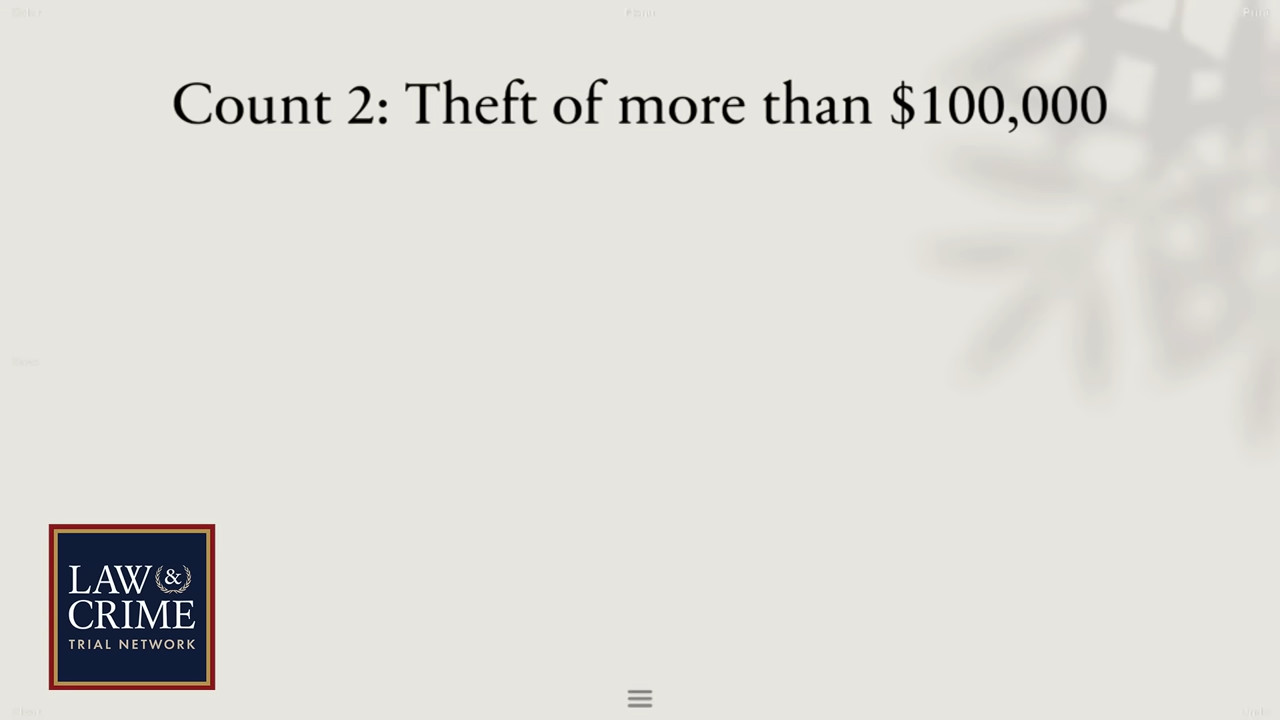 Count 2: Theft of more than $100,000
LAW &
CRIME
TRIAL NETWORK